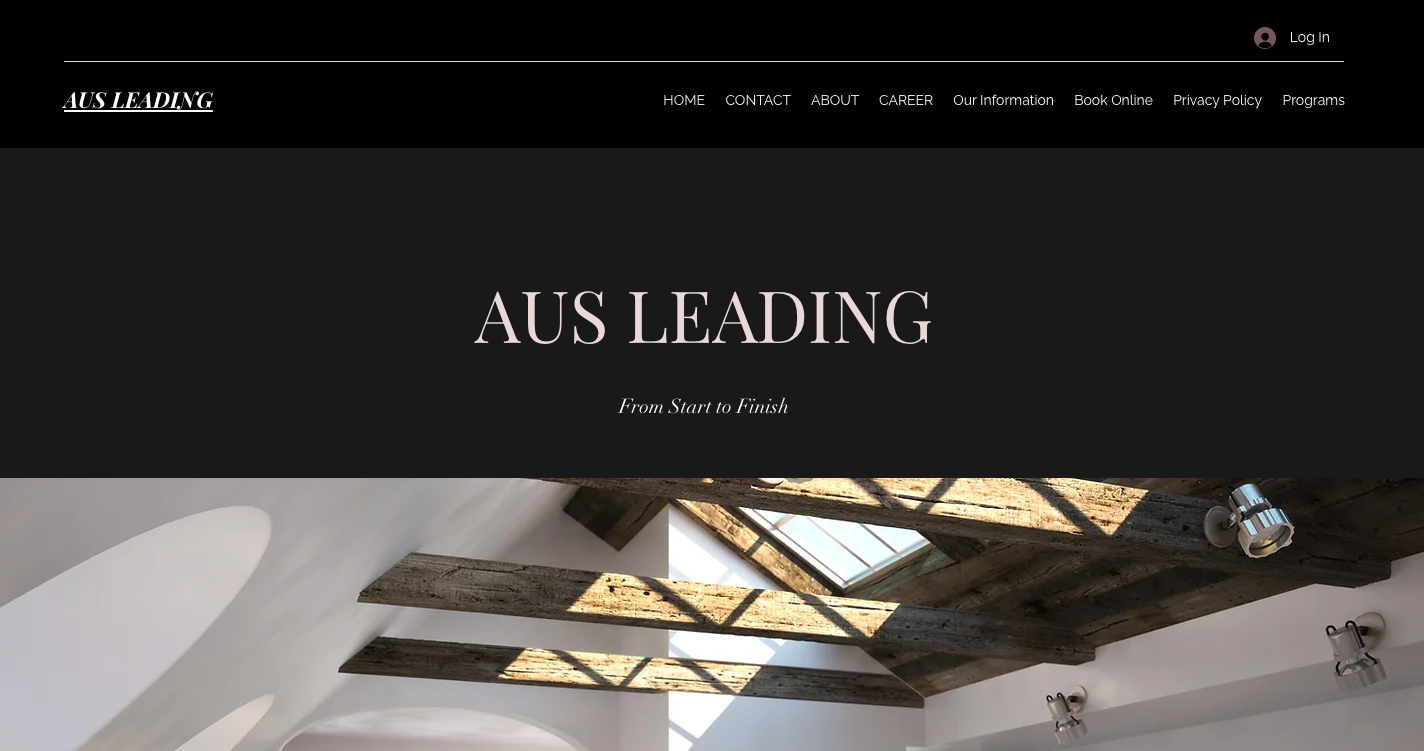 Log In
AUS LEADING
HOME CONTACT ABOUT CAREER Our Information Book Online Privacy Policy Programs
AUS LEADING
From Start to Finish